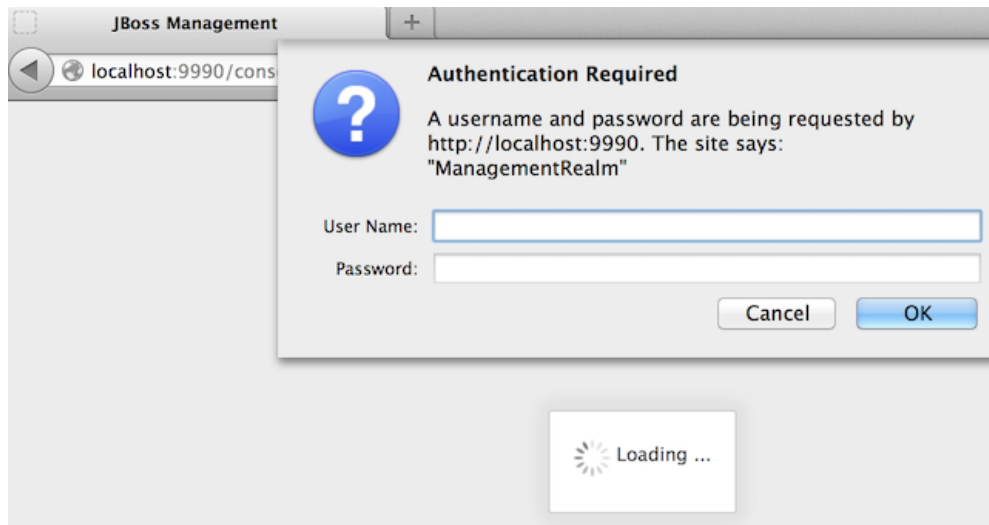 JBoss Management
localhost:9990/cons
Authentication Required
A username and password are being requested by
http://localhost:9990. The site says:
"ManagementRealm"
User Name:
Password:
Cancel
OK
Loading ...